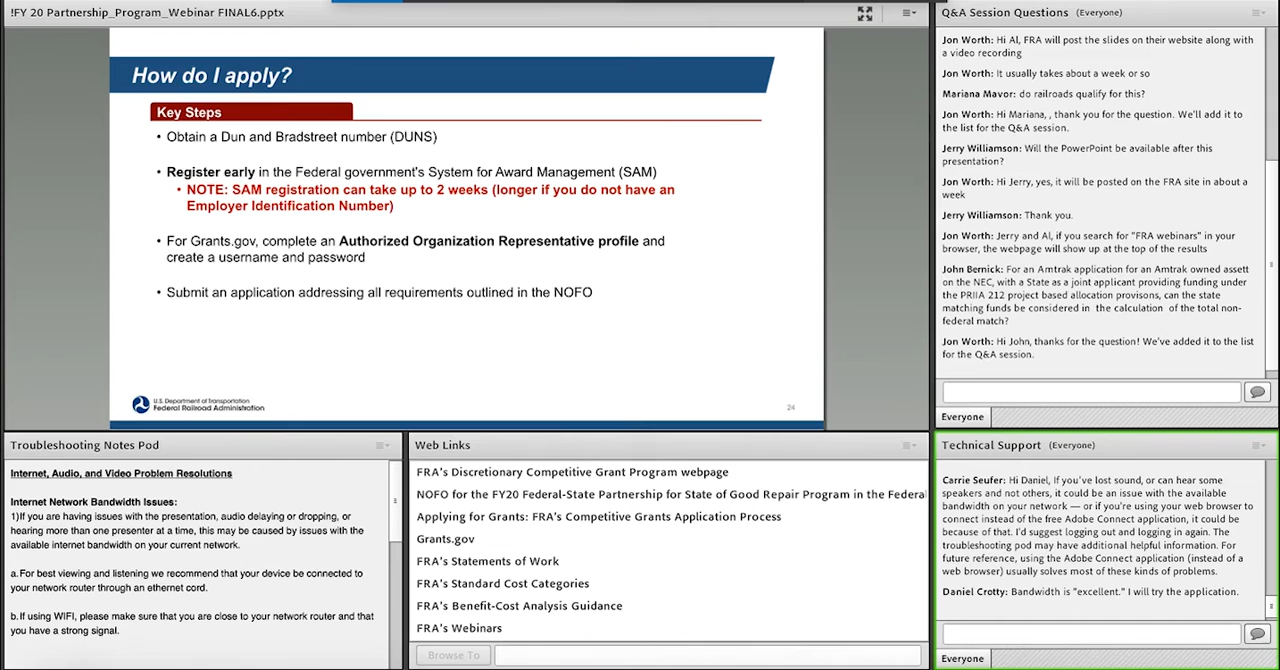 !FY 20 Partnership_Program_Webinar FINAL6.pptx
How do I apply?
Key Steps
• Obtain a Dun and Bradstreet number (DUNS)
• Register early in the Federal government's System for Award Management (SAM)
• NOTE: SAM registration can take up to 2 weeks (longer if you do not have an
Employer Identification Number)
• For Grants.gov, complete an Authorized Organization Representative profile and
create a username and password
• Submit an application addressing all requirements outlined in the NOFO
U.S. Department of Transportation
Federal Railroad Administration
24
Q&A Session Questions (Everyone)
Jon Worth: Hi Al, FRA will post the slides on their website along with
a video recording
Jon Worth: It usually takes about a week or so
Mariana Mavor: do railroads qualify for this?
Jon Worth: Hi Mariana, , thank you for the question. We'll add it to
the list for the Q&A session.
Jerry Williamson: Will the PowerPoint be available after this
presentation?
Jon Worth: Hi Jerry, yes, it will be posted on the FRA site in about a
week
Jerry Williamson: Thank you.
Jon Worth: Jerry and Al, if you search for "FRA webinars" in your
browser, the webpage will show up at the top of the results
John Bernick: For an Amtrak application for an Amtrak owned assett
on the NEC, with a State as a joint applicant providing funding under
the PRIIA 212 project based allocation provisons, can the state
matching funds be considered in the calculation of the total non-
federal match?
Jon Worth: Hi John, thanks for the question! We've added it to the list
for the Q&A session.
Everyone
Troubleshooting Notes Pod
Internet, Audio, and Video Problem Resolutions
Internet Network Bandwidth Issues:
1)If you are having issues with the presentation, audio delaying or dropping, or
hearing more than one presenter at a time, this may be caused by issues with the
available internet bandwidth on your current network.
a.For best viewing and listening we recommend that your device be connected to
your network router through an ethernet cord.
b.If using WIFI, please make sure that you are close to your network router and that
you have a strong signal.
Web Links
FRA's Discretionary Competitive Grant Program webpage
NOFO for the FY20 Federal-State Partnership for State of Good Repair Program in the Federal
Applying for Grants: FRA's Competitive Grants Application Process
Grants.gov
FRA's Statements of Work
FRA's Standard Cost Categories
FRA's Benefit-Cost Analysis Guidance
FRA's Webinars
Browse To
Technical Support (Everyone)
Carrie Seufer: Hi Daniel, If you've lost sound, or can hear some
speakers and not others, it could be an issue with the available
bandwidth on your network — or if you're using your web browser to
connect instead of the free Adobe Connect application, it could be
because of that. I'd suggest logging out and logging in again. The
troubleshooting pod may have additional helpful information. For
future reference, using the Adobe Connect application (instead of a
web browser) usually solves most of these kinds of problems.
Daniel Crotty: Bandwidth is "excellent." I will try the application.
Everyone